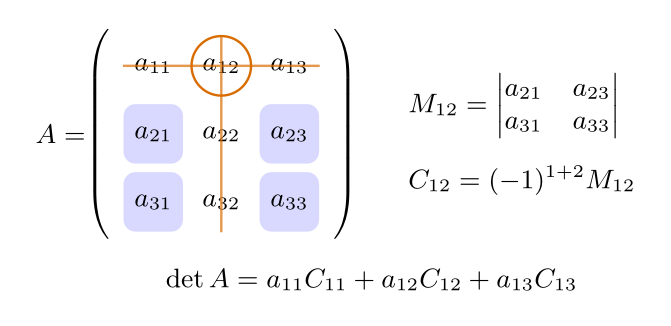 a₁₁ a₁₂ a₁₃
A = ( a₂₁ a₂₂ a₂₃ )
a₃₁ a₃₂ a₃₃
M₁₂ = | a₂₁ a₂₃ |
| a₃₁ a₃₃ |
C₁₂ = (−1)¹⁺² M₁₂
det A = a₁₁C₁₁ + a₁₂C₁₂ + a₁₃C₁₃